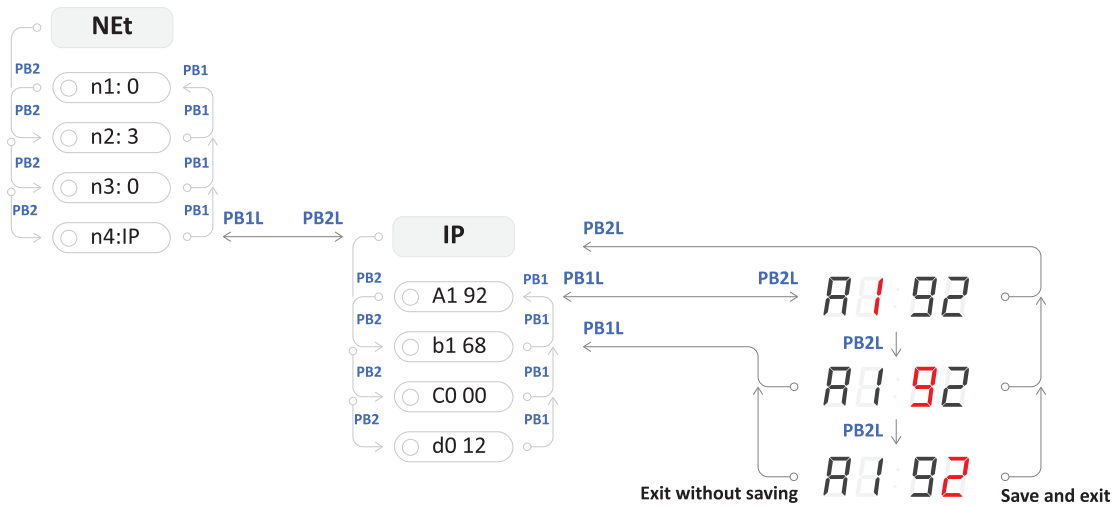 NEt
PB2 PB1
n1: 0
PB2 PB1
n2: 3
PB2 PB1
n3: 0
PB2 PB1
n4:IP
PB1L PB2L
IP
PB2L
PB2 PB1
A1 92
PB1L PB2L
A1 92
PB2 PB1
b1 68
PB1L
PB2L
PB2 PB1
C0 00
A1 92
PB2 PB1
d0 12
PB2L
A1 92
Exit without saving
Save and exit